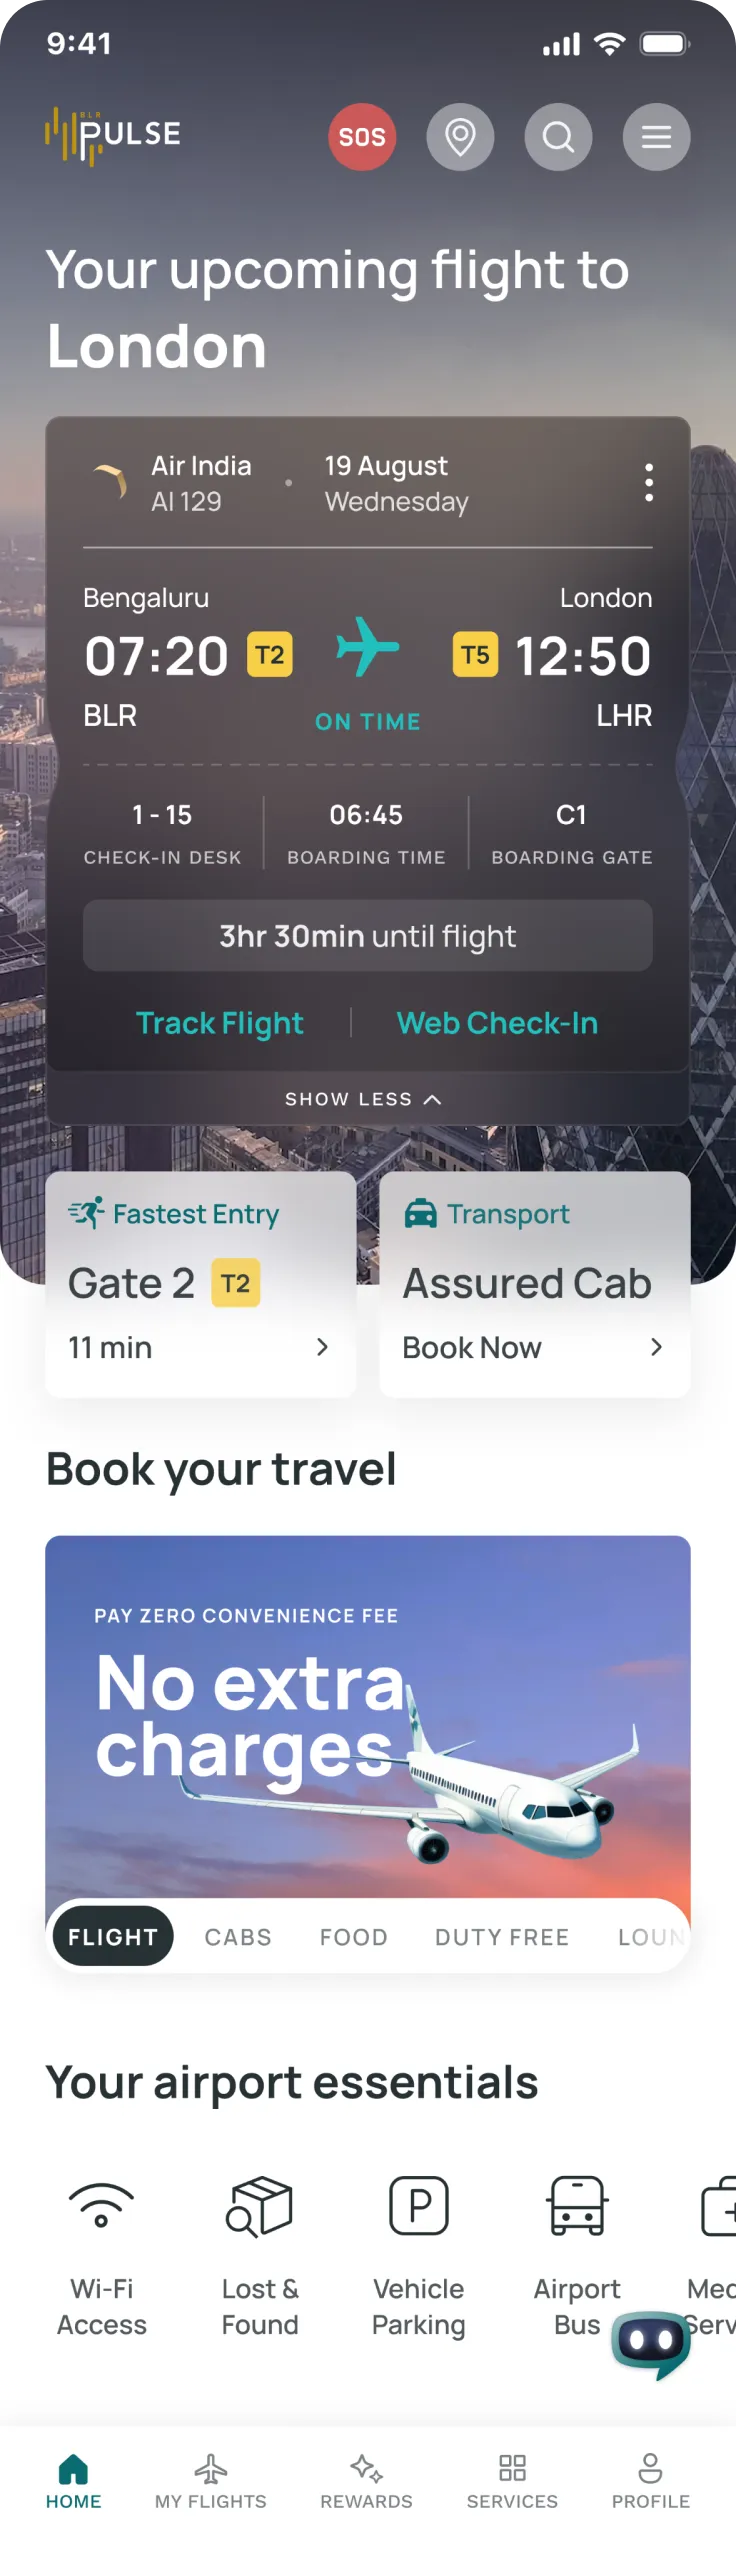 9:41
BLR
PULSE
SOS
Your upcoming flight to
London
Air India
AI 129
19 August
Wednesday
Bengaluru
London
07:20 T2
T5 12:50
BLR
ON TIME
LHR
1 - 15
CHECK-IN DESK
06:45
BOARDING TIME
C1
BOARDING GATE
3hr 30min until flight
Track Flight
Web Check-In
SHOW LESS
Fastest Entry
Gate 2 T2
11 min
Transport
Assured Cab
Book Now
Book your travel
PAY ZERO CONVENIENCE FEE
No extra
charges
FLIGHT CABS FOOD DUTY FREE LOUN
Your airport essentials
Wi-Fi
Access
Lost &
Found
P
Vehicle
Parking
Airport
Bus
Med
Serv
HOME
MY FLIGHTS
REWARDS
SERVICES
PROFILE